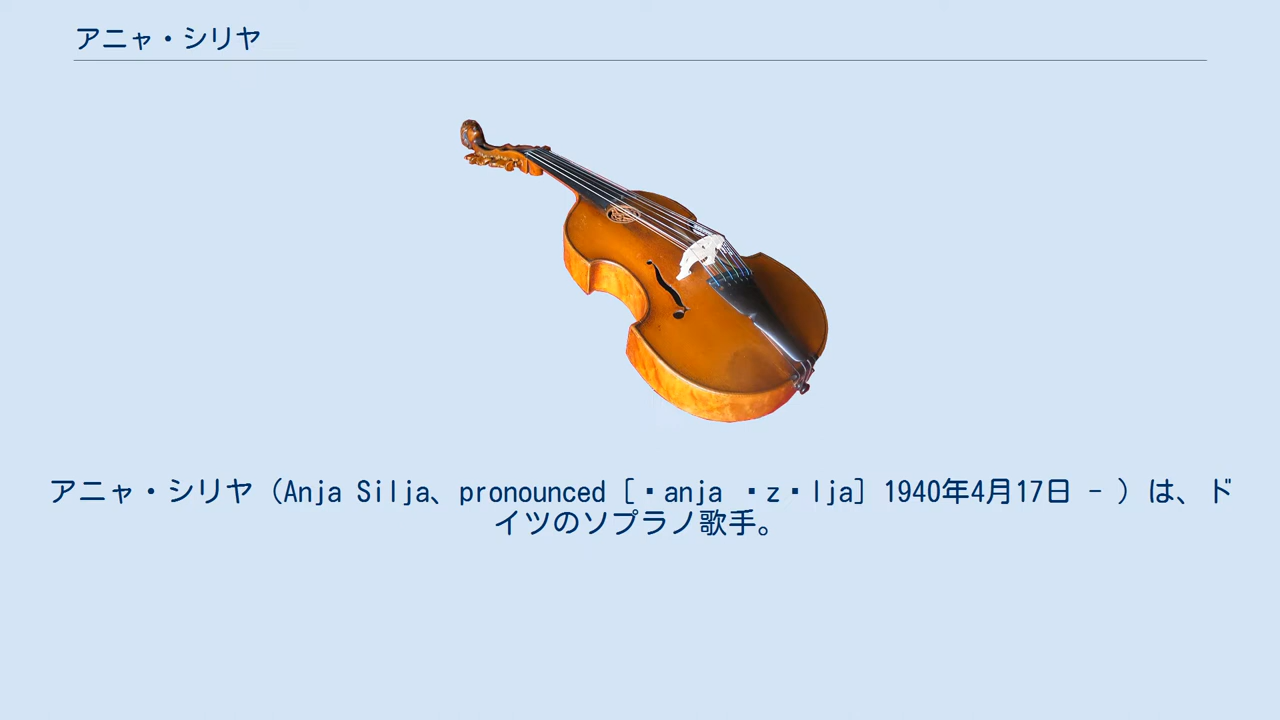 アニャ・シリヤ
アニャ・シリヤ（Anja Silja、pronounced [・anja ・z・lja] 1940年4月17日 - ）は、ド
イツのソプラノ歌手。